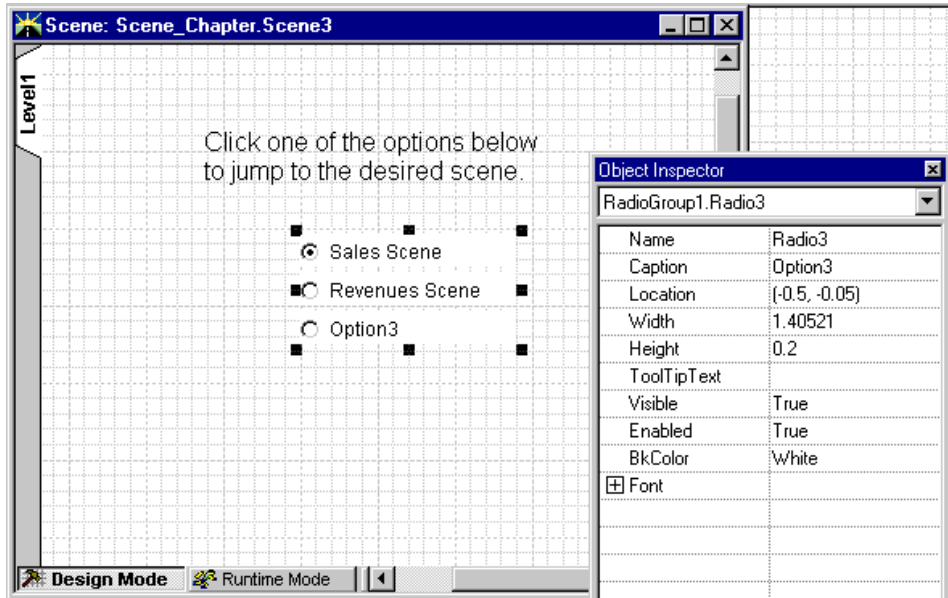 Scene: Scene_Chapter.Scene3
Level1
Click one of the options below
to jump to the desired scene.
Sales Scene
Revenues Scene
Option3
Design Mode
Runtime Mode
Object Inspector
RadioGroup1.Radio3
Name Radio3
Caption Option3
Location (-0.5, -0.05)
Width 1.40521
Height 0.2
ToolTipText
Visible True
Enabled True
BkColor White
Font